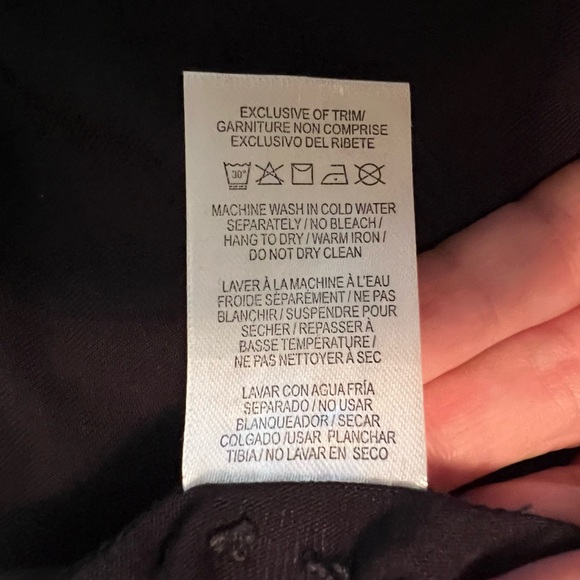 EXCLUSIVE OF TRIM/
GARNITURE NON COMPRISE
EXCLUSIVO DEL RIBETE
30°
MACHINE WASH IN COLD WATER
SEPARATELY / NO BLEACH /
HANG TO DRY / WARM IRON /
DO NOT DRY CLEAN
LAVER À LA MACHINE À L'EAU
FROIDE SÉPARÉMENT / NE PAS
BLANCHIR / SUSPENDRE POUR
SÉCHER / REPASSER À
BASSE TEMPÉRATURE /
NE PAS NETTOYER À SEC
LAVAR CON AGUA FRÍA
SEPARADO / NO USAR
BLANQUEADOR / SECAR
COLGADO /USAR PLANCHAR
TIBIA / NO LAVAR EN SECO